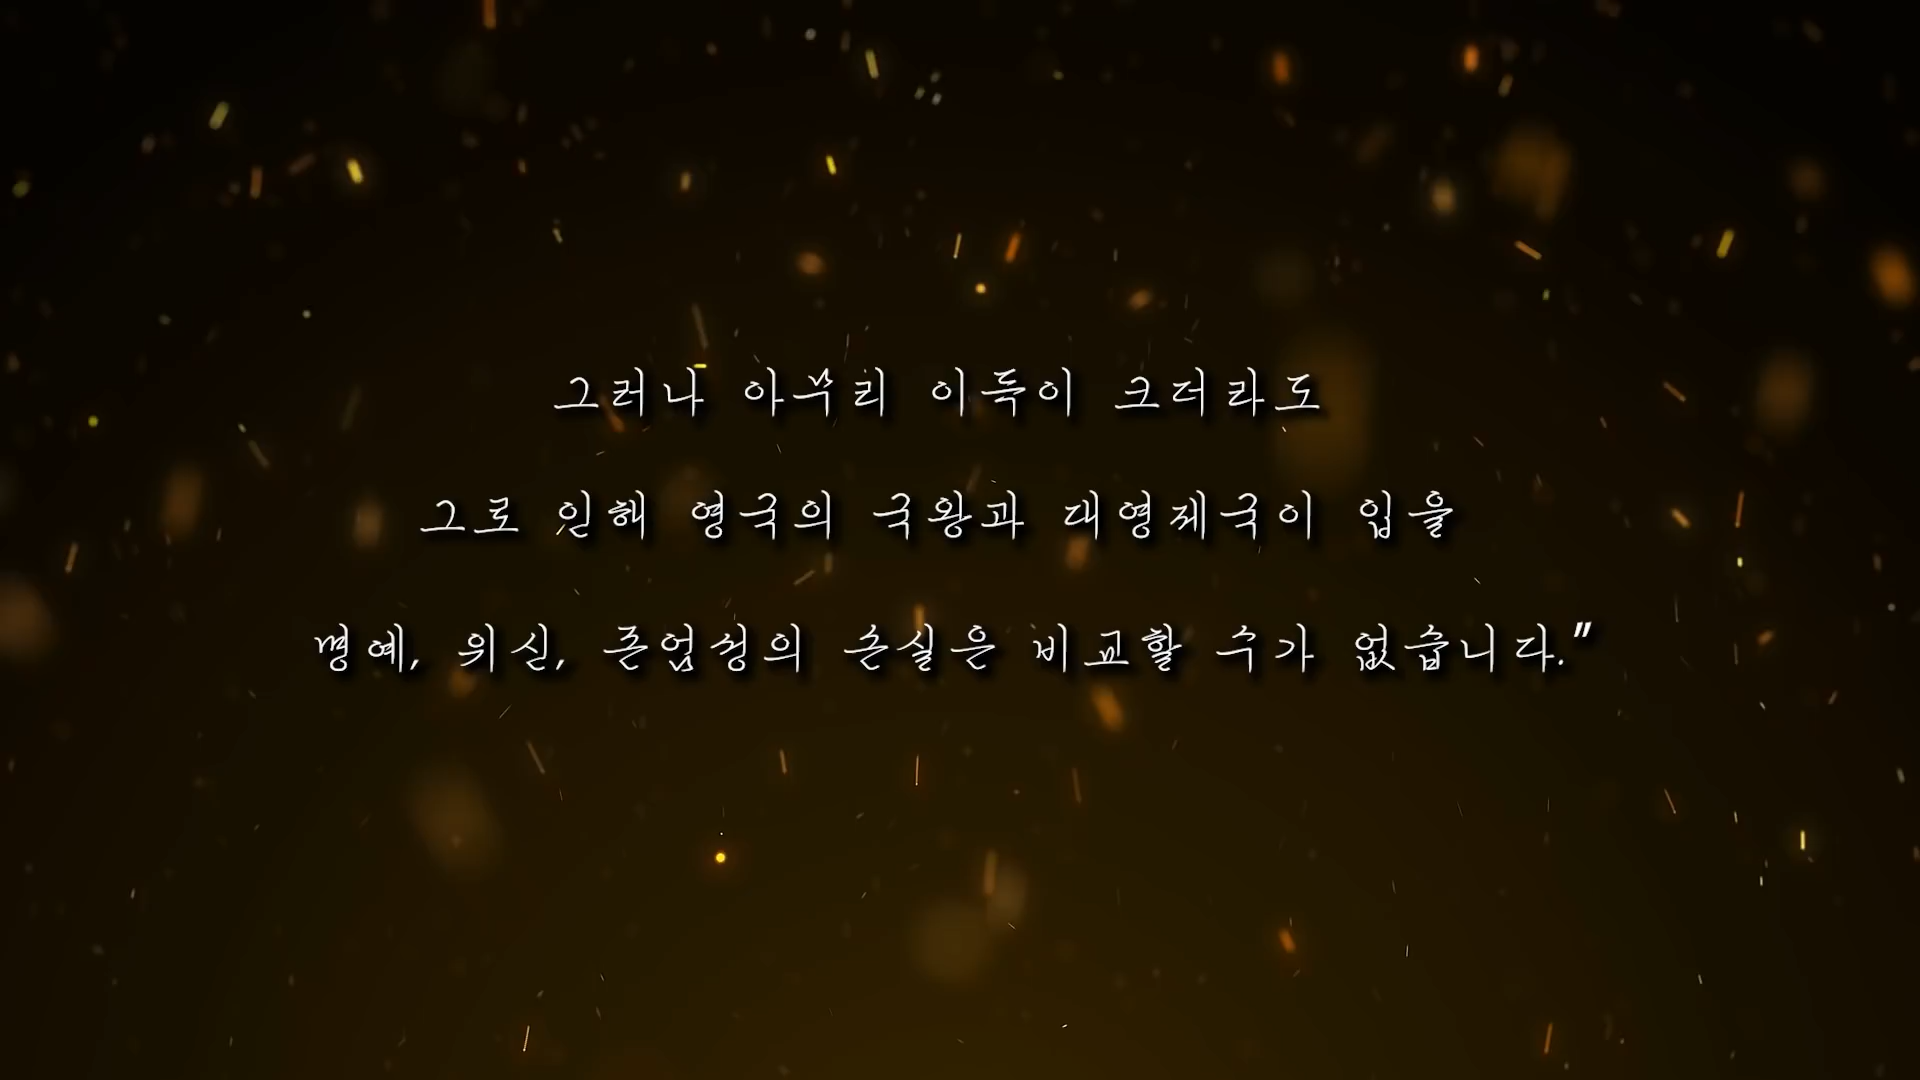 그러나 아무리 이득이 크더라도
그로 인해 영국의 국왕과 대영제국이 입을
명예, 위신, 존엄성의 손실은 비교할 수가 없습니다."